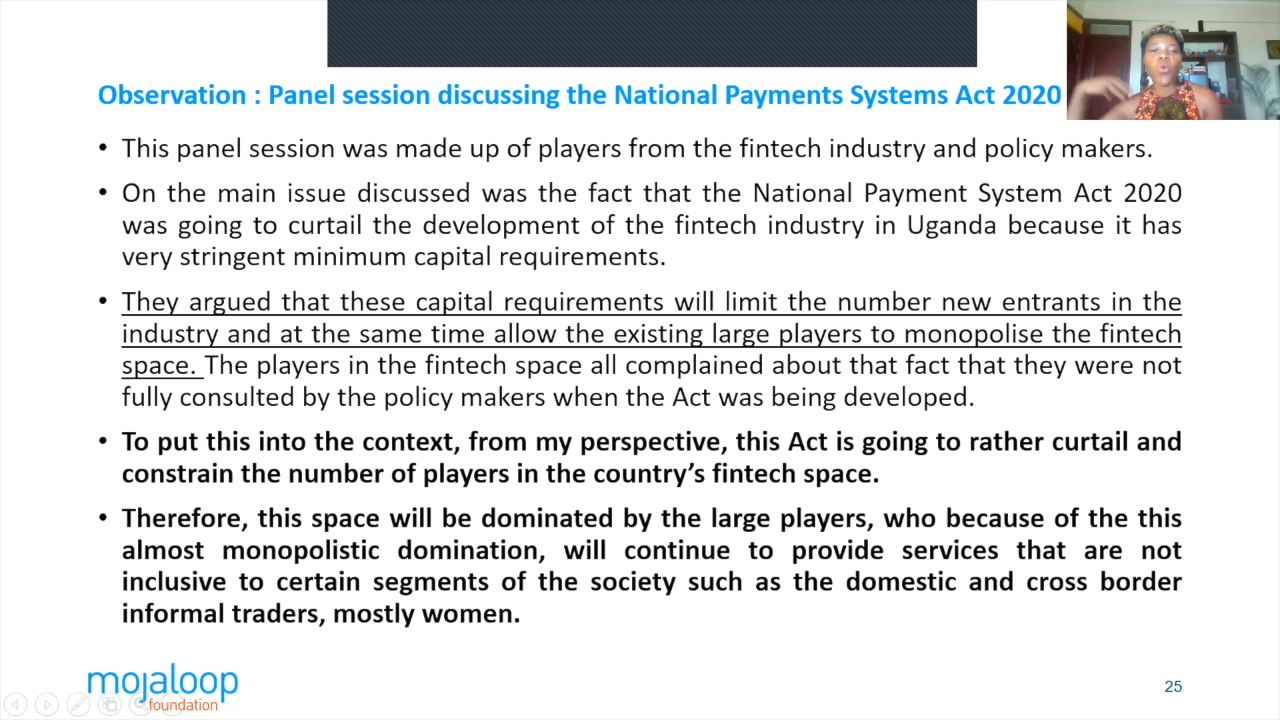 Observation : Panel session discussing the National Payments Systems Act 2020
• This panel session was made up of players from the fintech industry and policy makers.
• On the main issue discussed was the fact that the National Payment System Act 2020
was going to curtail the development of the fintech industry in Uganda because it has
very stringent minimum capital requirements.
• They argued that these capital requirements will limit the number new entrants in the
industry and at the same time allow the existing large players to monopolise the fintech
space. The players in the fintech space all complained about that fact that they were not
fully consulted by the policy makers when the Act was being developed.
• To put this into the context, from my perspective, this Act is going to rather curtail and
constrain the number of players in the country’s fintech space.
• Therefore, this space will be dominated by the large players, who because of the this
almost monopolistic domination, will continue to provide services that are not
inclusive to certain segments of the society such as the domestic and cross border
informal traders, mostly women.
mojaloop
foundation
25